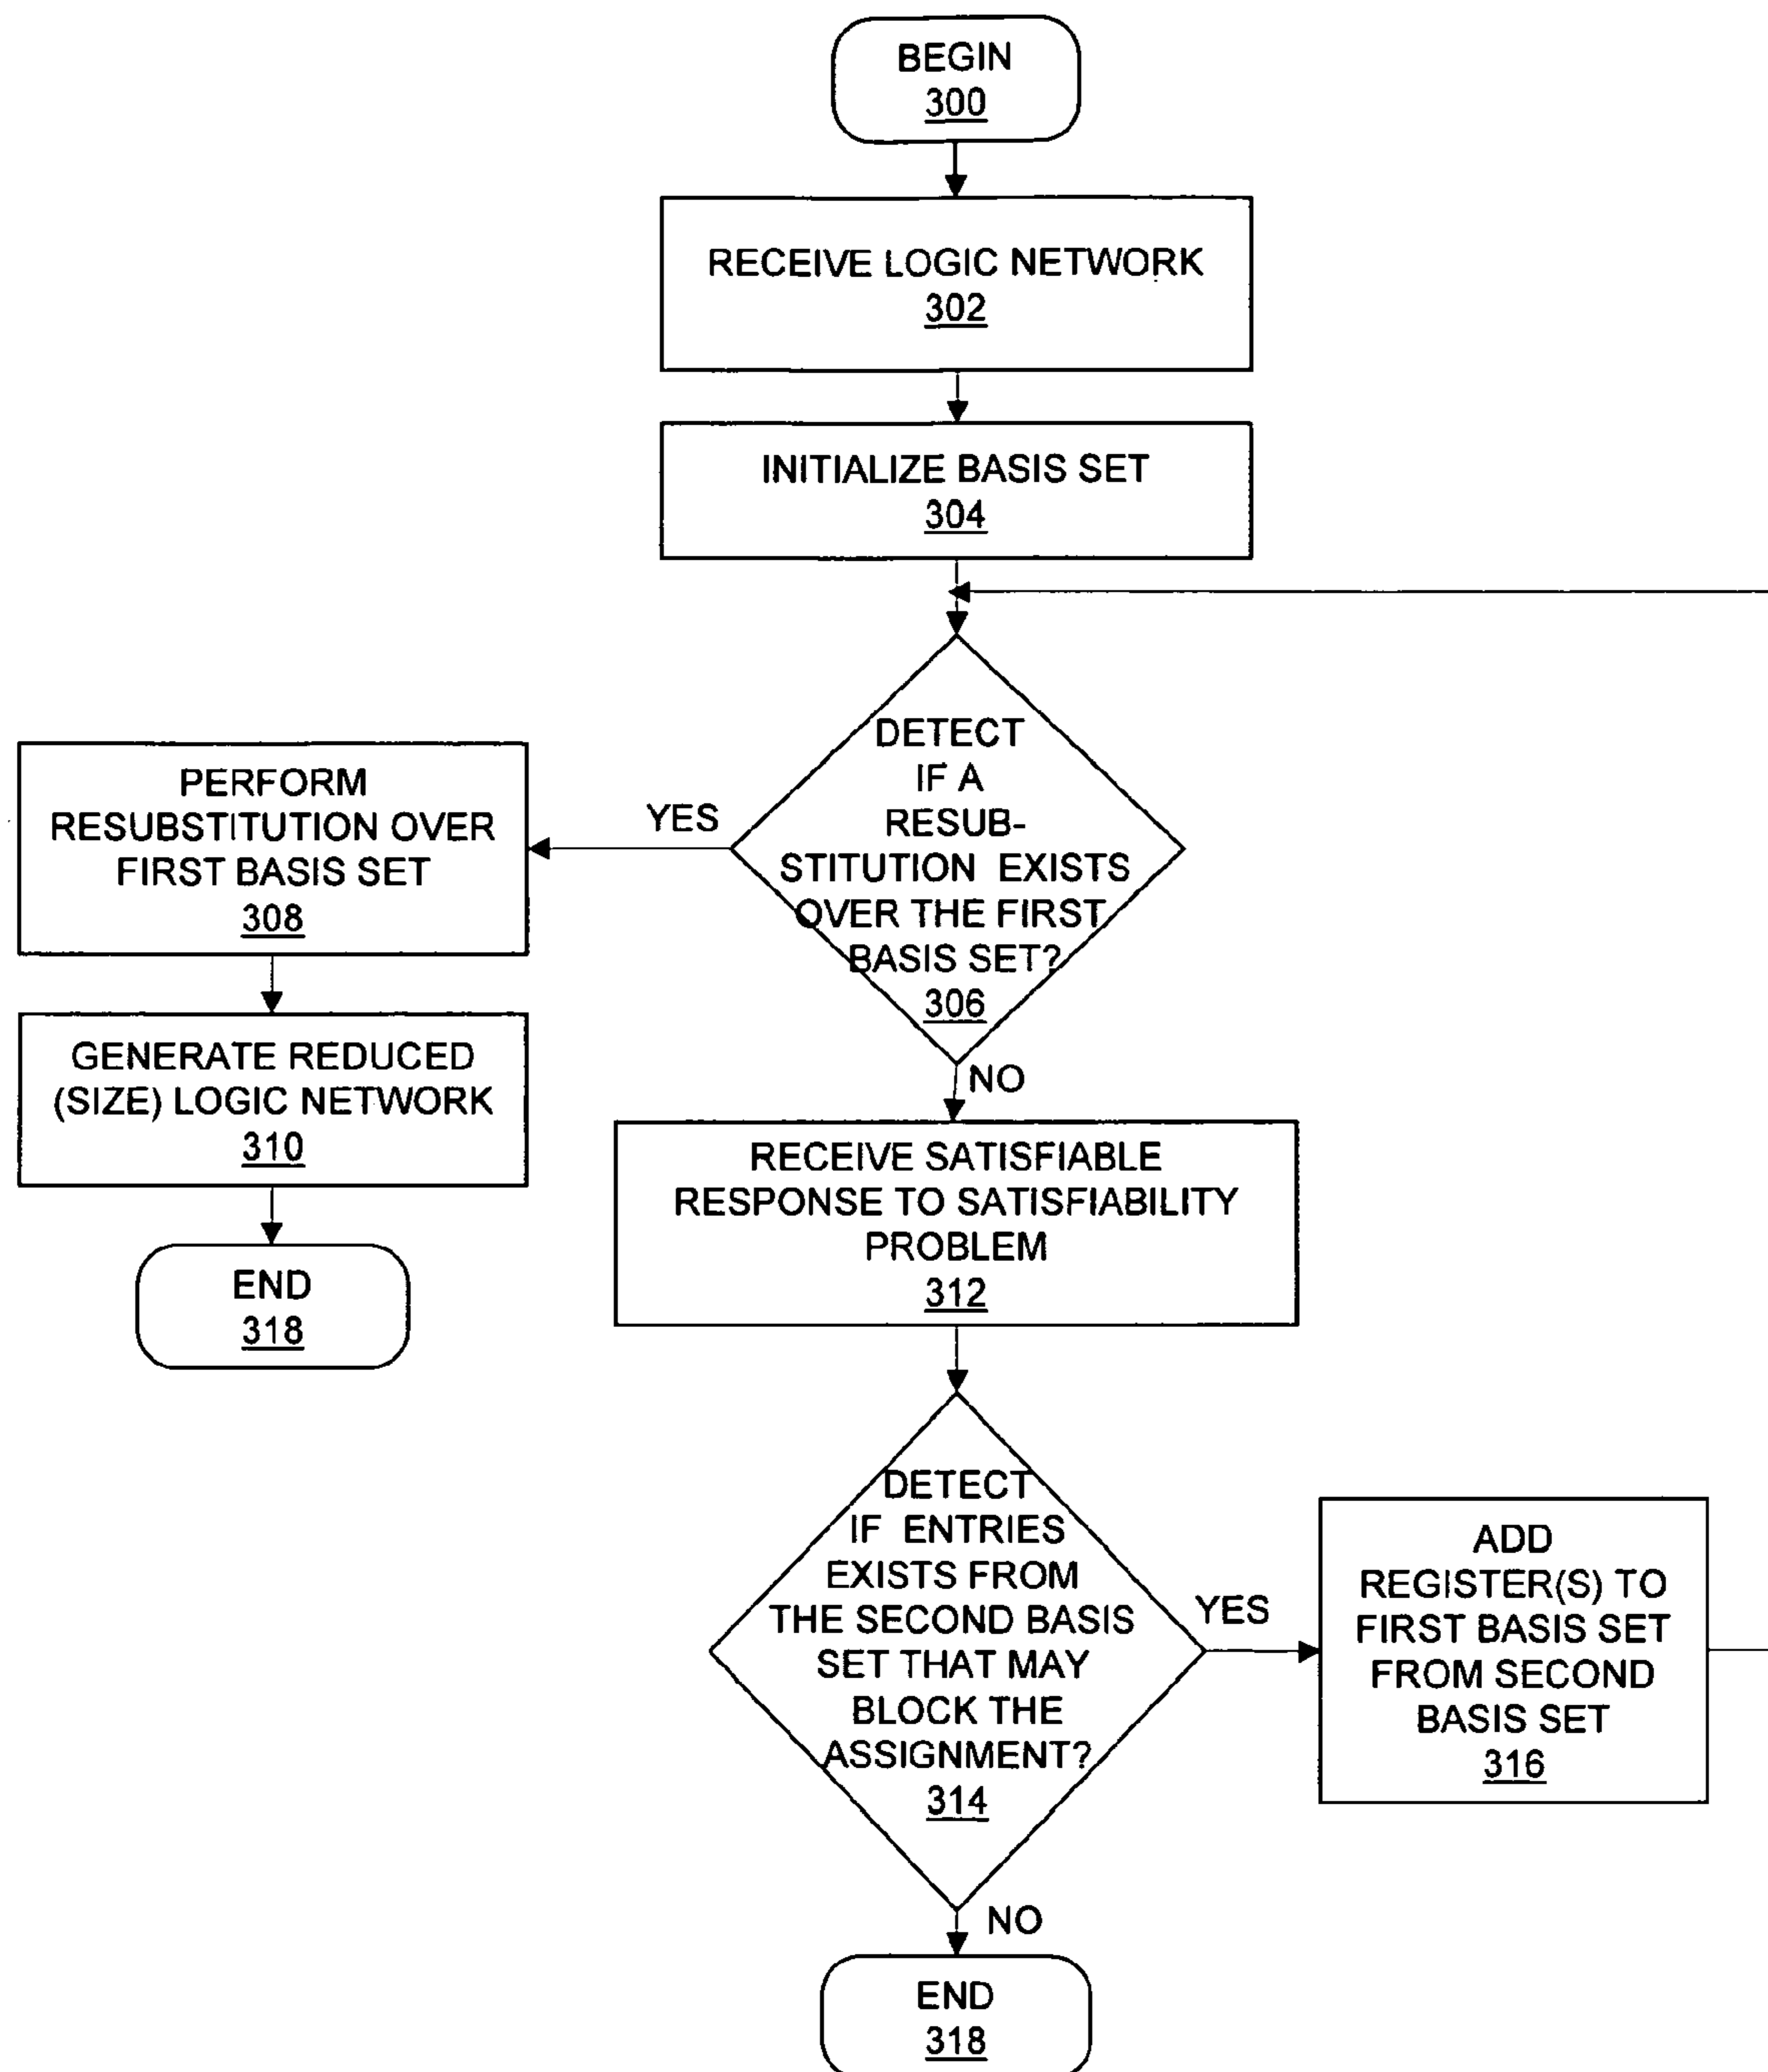 BEGIN
300
RECEIVE LOGIC NETWORK
302
INITIALIZE BASIS SET
304
DETECT
IF A
RESUB-
STITUTION EXISTS
OVER THE FIRST
BASIS SET?
306
YES
PERFORM
RESUBSTITUTION OVER
FIRST BASIS SET
308
GENERATE REDUCED
(SIZE) LOGIC NETWORK
310
END
318
NO
RECEIVE SATISFIABLE
RESPONSE TO SATISFIABILITY
PROBLEM
312
DETECT
IF ENTRIES
EXISTS FROM
THE SECOND BASIS
SET THAT MAY
BLOCK THE
ASSIGNMENT?
314
YES
ADD
REGISTER(S) TO
FIRST BASIS SET
FROM SECOND
BASIS SET
316
NO
END
318